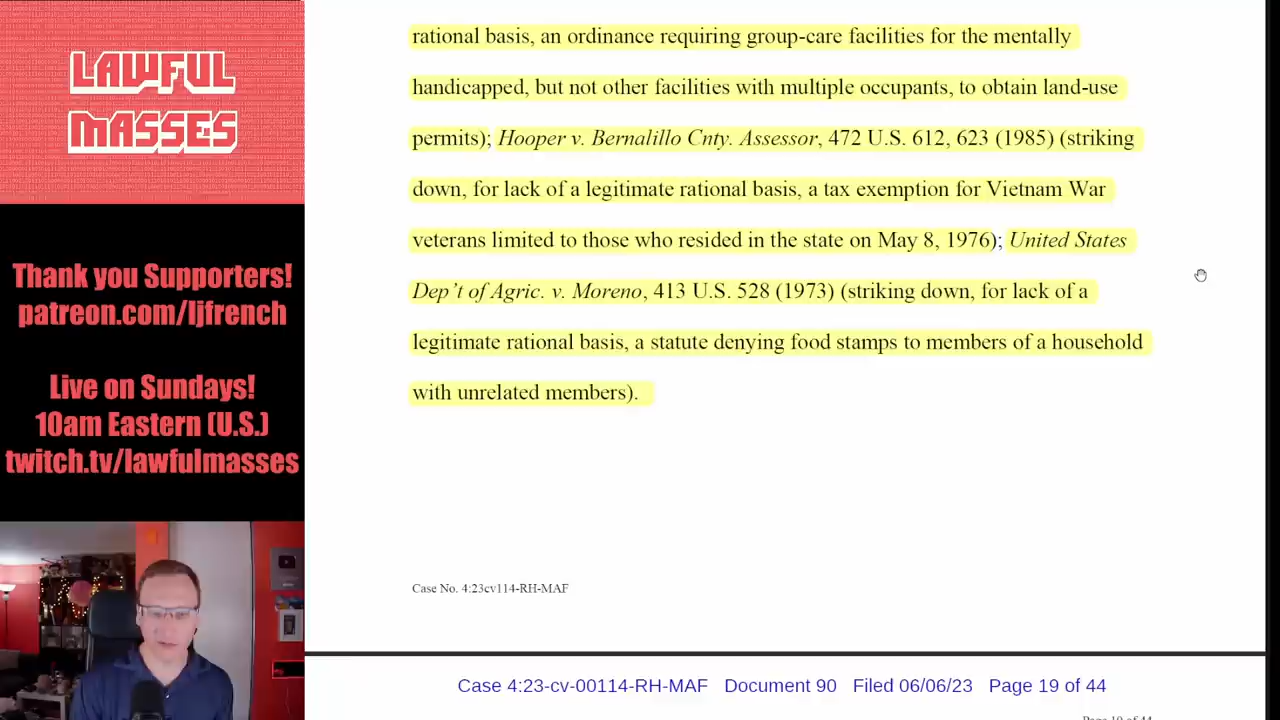 LAWFUL
MASSES
Thank you Supporters!
patreon.com/ljfrench
Live on Sundays!
10am Eastern (U.S.)
twitch.tv/lawfulmasses
rational basis, an ordinance requiring group-care facilities for the mentally
handicapped, but not other facilities with multiple occupants, to obtain land-use
permits); Hooper v. Bernalillo Cnty. Assessor, 472 U.S. 612, 623 (1985) (striking
down, for lack of a legitimate rational basis, a tax exemption for Vietnam War
veterans limited to those who resided in the state on May 8, 1976); United States
Dep’t of Agric. v. Moreno, 413 U.S. 528 (1973) (striking down, for lack of a
legitimate rational basis, a statute denying food stamps to members of a household
with unrelated members).
Case No. 4:23cv114-RH-MAF
Case 4:23-cv-00114-RH-MAF Document 90 Filed 06/06/23 Page 19 of 44